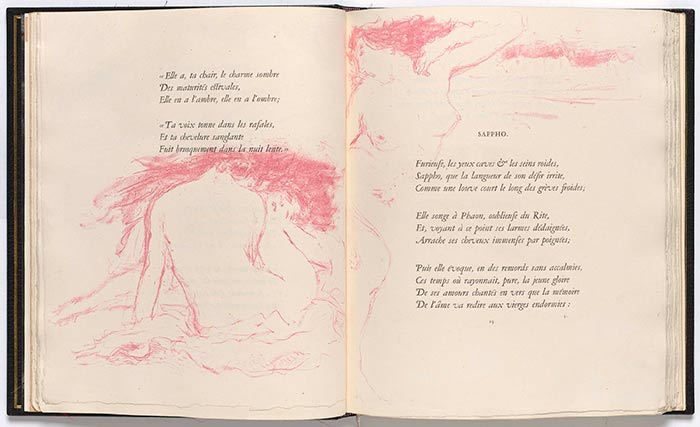 « Elle a, ta chair, le charme sombre
Des maturités estivales,
Elle en a l'ambre, elle en a l'ombre;
« Ta voix tonne dans les rafales,
Et ta chevelure sanglante
Fuit brusquement dans la nuit lente. »
SAPPHO.
Furieuse, les yeux caves & les seins roides,
Sappho, que la langueur de son désir irrite,
Comme une louve court le long des grèves froides;
Elle songe à Phaon, oublieuse du Rite,
Et, voyant à ce point ses larmes dédaignées,
Arrache ses cheveux immenses par poignées;
Puis elle évoque, en des remords sans accalmies,
Ces temps où rayonnait, pure, la jeune gloire
De ses amours chantés en vers que la mémoire
De l'âme va redire aux vierges endormies :